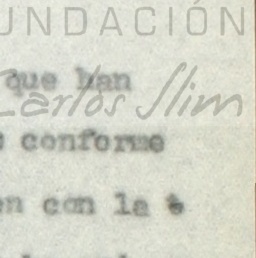 UNDACIÓN
que han
Carlos Slim
conforme
en con la